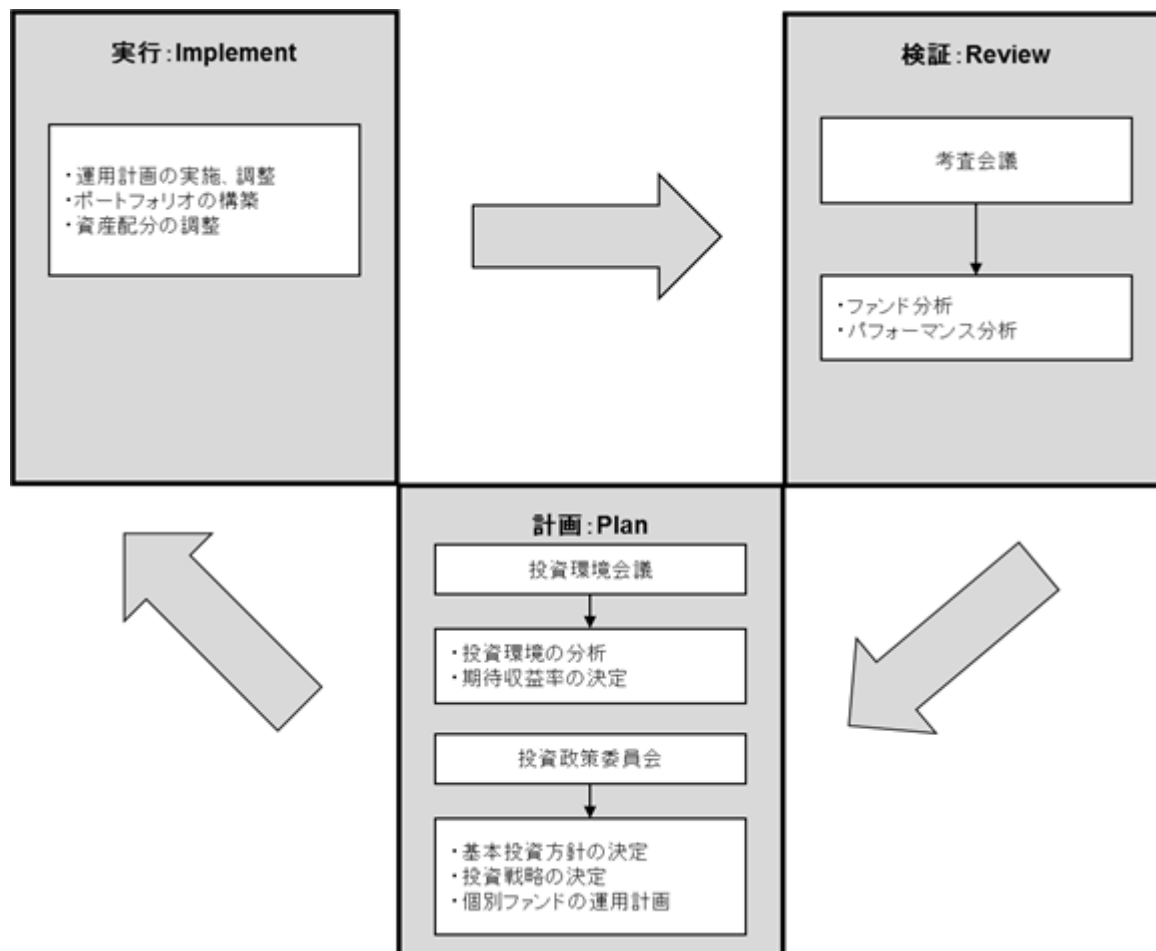 実行:Implement
・運用計画の実施、調整
・ポートフォリオの構築
・資産配分の調整
検証:Review
考査会議
・ファンド分析
・パフォーマンス分析
計画:Plan
投資環境会議
・投資環境の分析
・期待収益率の決定
投資政策委員会
・基本投資方針の決定
・投資戦略の決定
・個別ファンドの運用計画